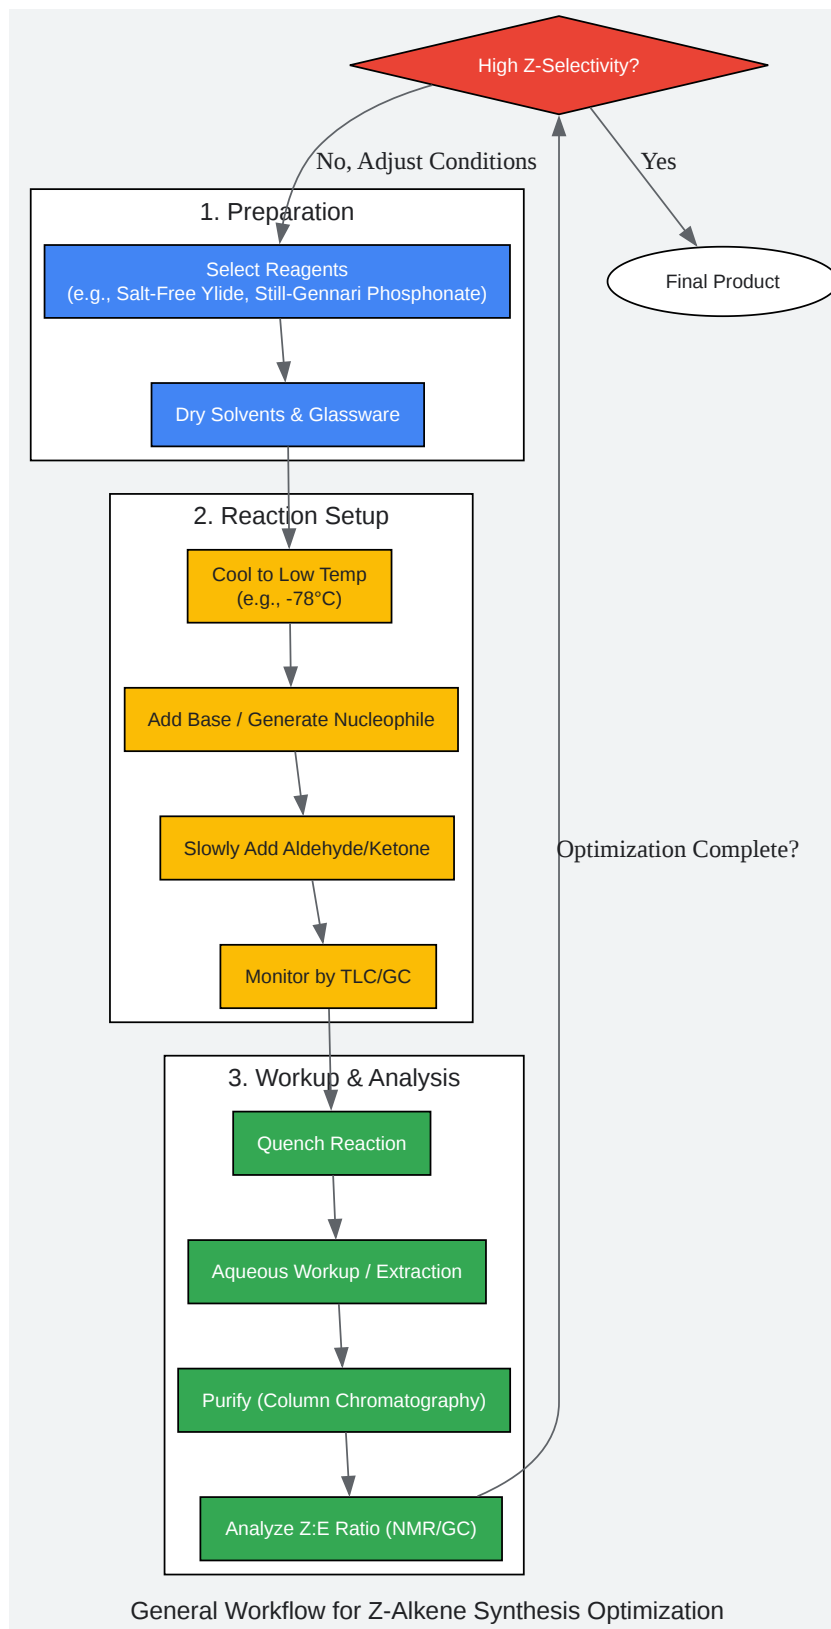 High Z-Selectivity?
No, Adjust Conditions
Yes
1. Preparation
Select Reagents
(e.g., Salt-Free Ylide, Still-Gennari Phosphonate)
Final Product
Dry Solvents & Glassware
2. Reaction Setup
Cool to Low Temp
(e.g., -78°C)
Add Base / Generate Nucleophile
Slowly Add Aldehyde/Ketone
Optimization Complete?
Monitor by TLC/GC
3. Workup & Analysis
Quench Reaction
Aqueous Workup / Extraction
Purify (Column Chromatography)
Analyze Z:E Ratio (NMR/GC)
General Workflow for Z-Alkene Synthesis Optimization